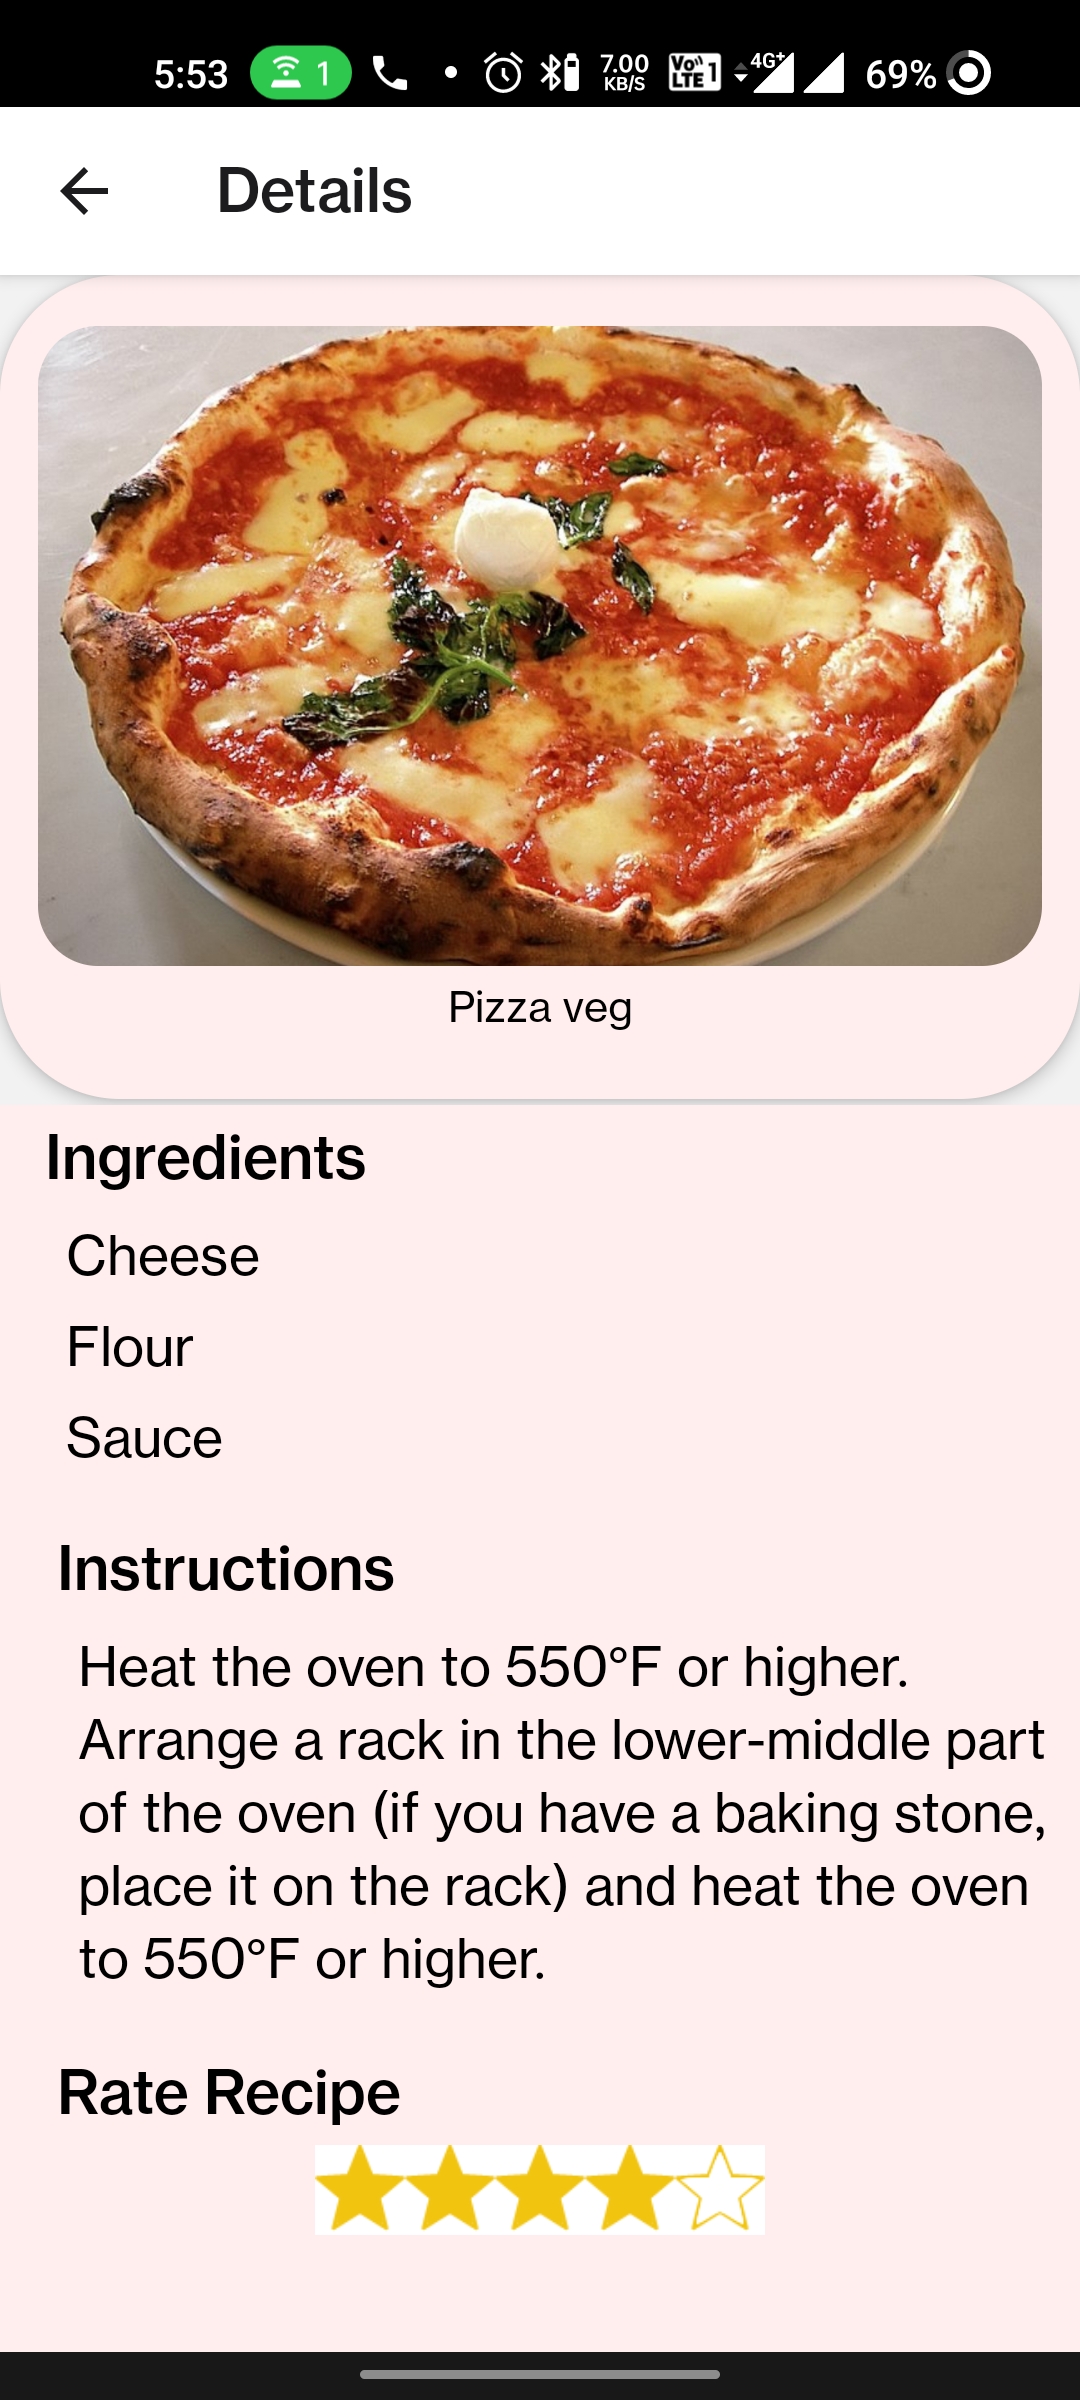 5:53 1 7.00 KB/S Vo)) LTE 1 4G+ 69%
Details
Pizza veg
Ingredients
Cheese
Flour
Sauce
Instructions
Heat the oven to 550°F or higher.
Arrange a rack in the lower-middle part
of the oven (if you have a baking stone,
place it on the rack) and heat the oven
to 550°F or higher.
Rate Recipe